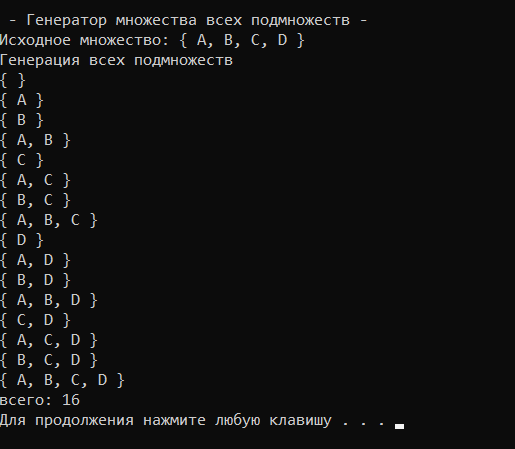 - Генератор множества всех подмножеств -
Исходное множество: { A, B, C, D }
Генерация всех подмножеств
{ }
{ A }
{ B }
{ A, B }
{ C }
{ A, C }
{ B, C }
{ A, B, C }
{ D }
{ A, D }
{ B, D }
{ A, B, D }
{ C, D }
{ A, C, D }
{ B, C, D }
{ A, B, C, D }
всего: 16
Для продолжения нажмите любую клавишу . . .